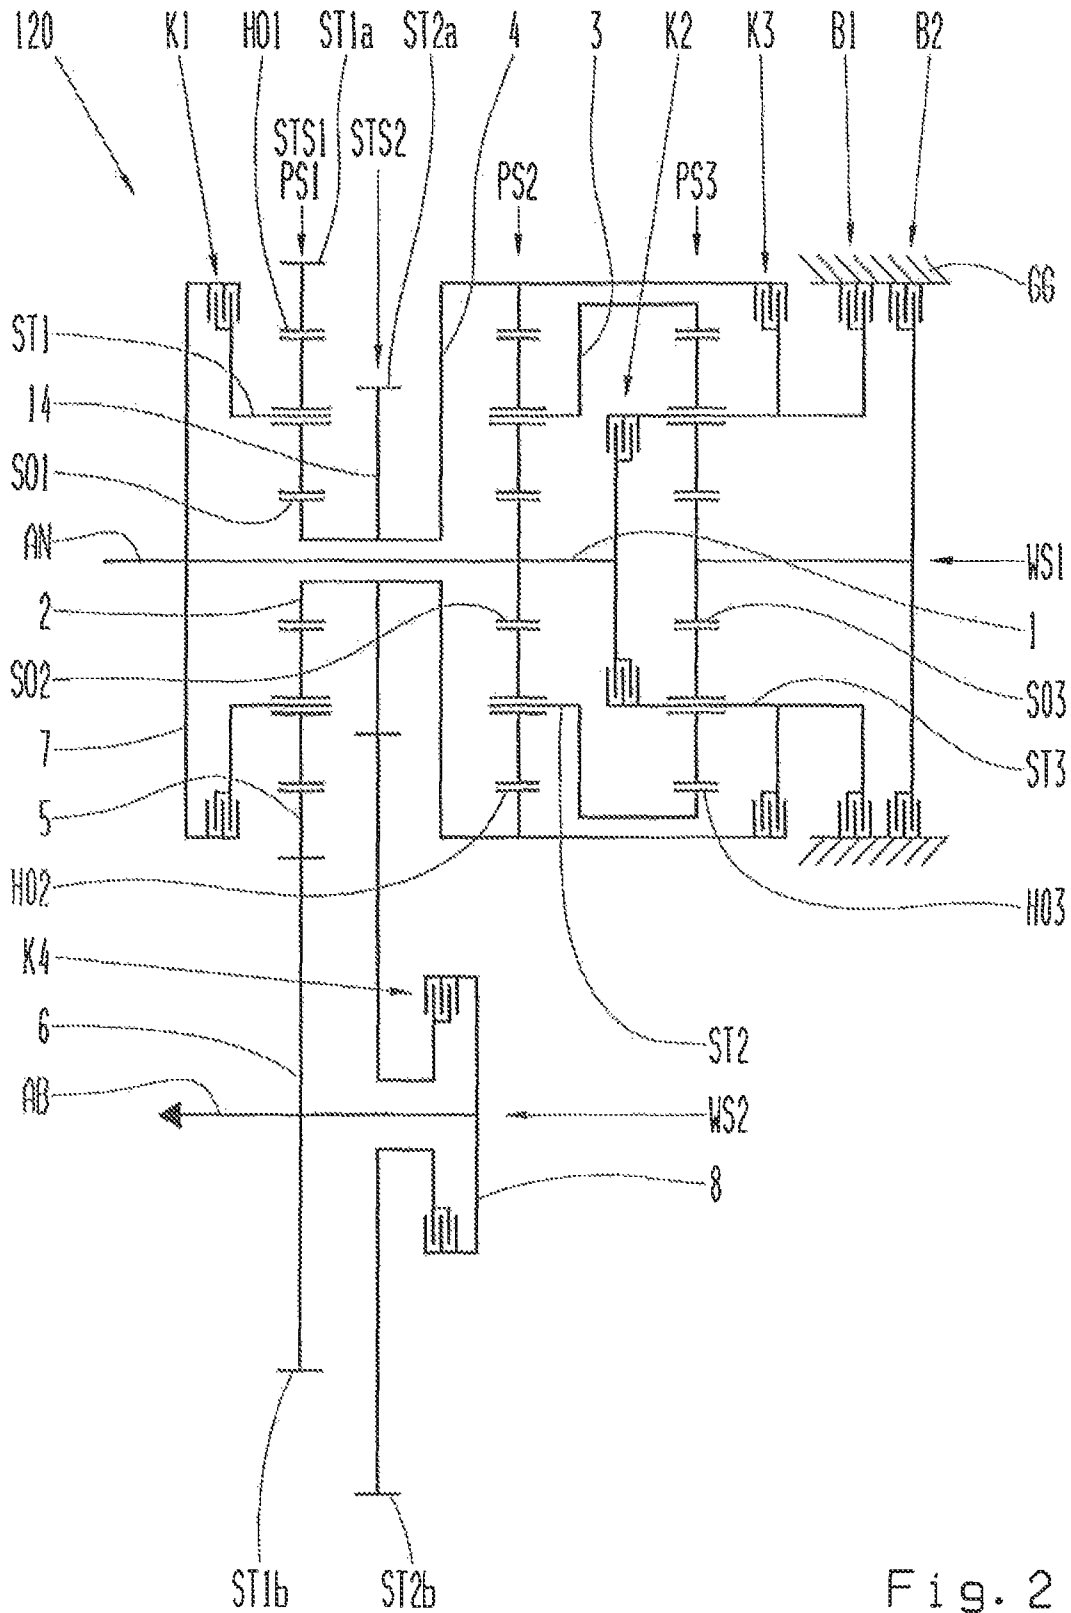 120 K1 HO1 ST1a ST2a 4 3 K2 K3 B1 B2
STS1 STS2
PS1 PS2 PS3
GG
ST1
14
SO1
AN
WS1
2
1
SO2
SO3
7
ST3
5
HO2
HO3
K4
6
ST2
AB
WS2
8
ST1b ST2b
Fig. 2